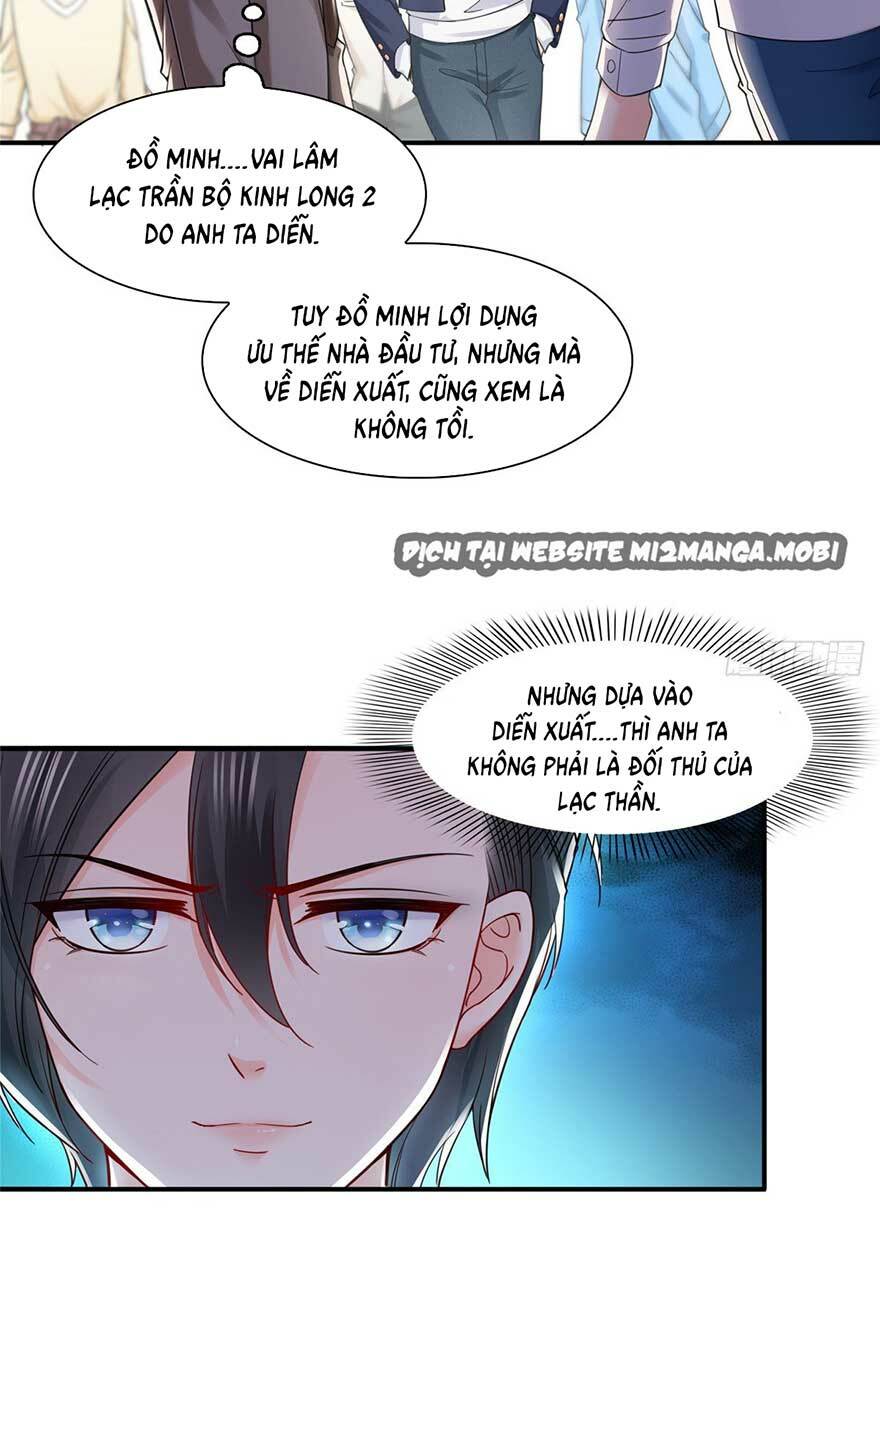 ĐỒ MINH....VAI LÂM
LẠC TRẦN BỘ KINH LONG 2
DO ANH TA DIỄN.
TUY ĐỒ MINH LỢI DỤNG
ƯU THẾ NHÀ ĐẦU TƯ, NHƯNG MÀ
VỀ DIỄN XUẤT, CŨNG XEM LÀ
KHÔNG TỒI.
DỊCH TẠI WEBSITE MI2MANGA.MOBI
NHƯNG DỰA VÀO
DIỄN XUẤT....THÌ ANH TA
KHÔNG PHẢI LÀ ĐỐI THỦ CỦA
LẠC THẦN.